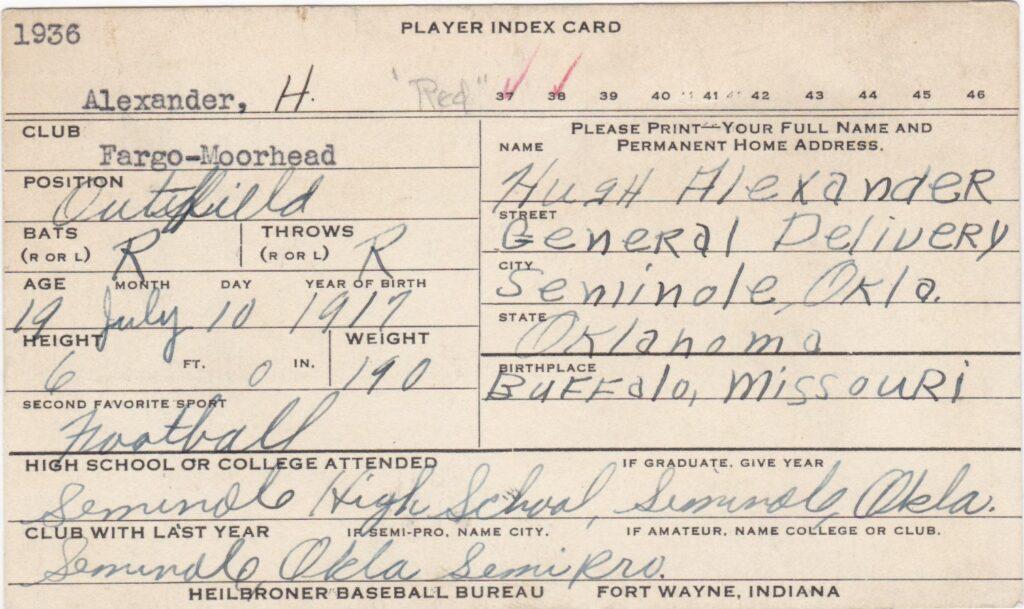 1936
PLAYER INDEX CARD
Alexander, H. "Red" 37 38 39 40 41 42 43 44 45 46
CLUB
Fargo-Moorhead
POSITION
Outfield
BATS (R OR L) R THROWS (R OR L) R
AGE MONTH DAY YEAR OF BIRTH
19 July 10 1917
HEIGHT WEIGHT
6 FT. 0 IN. 190
SECOND FAVORITE SPORT
Football
PLEASE PRINT—YOUR FULL NAME AND
PERMANENT HOME ADDRESS.
NAME
HUgH AlexandeR
STREET
GeneRal DeliveRy
CITY
Seminole, Okla.
STATE
Oklahoma
BIRTHPLACE
BUFFalo, MissouRi
HIGH SCHOOL OR COLLEGE ATTENDED IF GRADUATE, GIVE YEAR
Seminole High School, Seminole, Okla.
CLUB WITH LAST YEAR IF SEMI-PRO, NAME CITY. IF AMATEUR, NAME COLLEGE OR CLUB.
Seminole, Okla Semi Pro.
HEILBRONER BASEBALL BUREAU FORT WAYNE, INDIANA